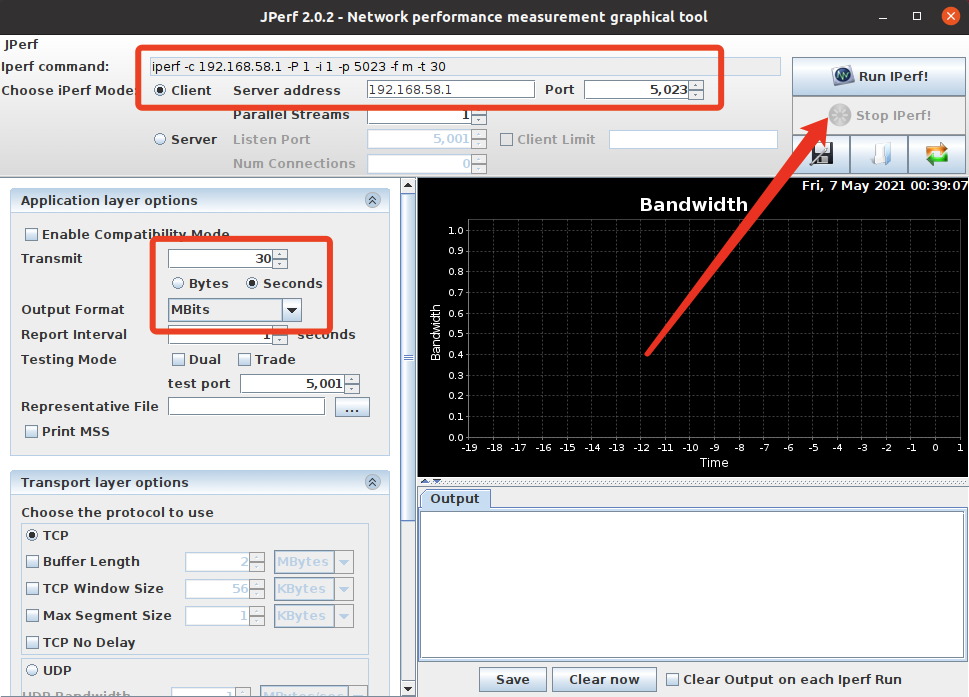 JPerf 2.0.2 - Network performance measurement graphical tool
JPerf
Iperf command: iperf -c 192.168.58.1 -P 1 -i 1 -p 5023 -f m -t 30
Choose iPerf Mode: Client Server address 192.168.58.1 Port 5,023
Parallel Streams 1
Server Listen Port 5,001 Client Limit
Num Connections 0
Run IPerf!
Stop IPerf!
Application layer options
Enable Compatibility Mode
Transmit 30
Bytes Seconds
Output Format MBits
Report Interval 1 seconds
Testing Mode Dual Trade
test port 5,001
Representative File ...
Print MSS
Transport layer options
Choose the protocol to use
TCP
Buffer Length 2 MBytes
TCP Window Size 56 KBytes
Max Segment Size 1 KBytes
TCP No Delay
UDP
UDP Bandwidth 1 MBytes/sec
Fri, 7 May 2021 00:39:07
Bandwidth
1.0
0.9
0.8
0.7
0.6
0.5
0.4
0.3
0.2
0.1
0.0
Bandwidth
-19 -18 -17 -16 -15 -14 -13 -12 -11 -10 -9 -8 -7 -6 -5 -4 -3 -2 -1 0 1
Time
Output
Save Clear now Clear Output on each Iperf Run